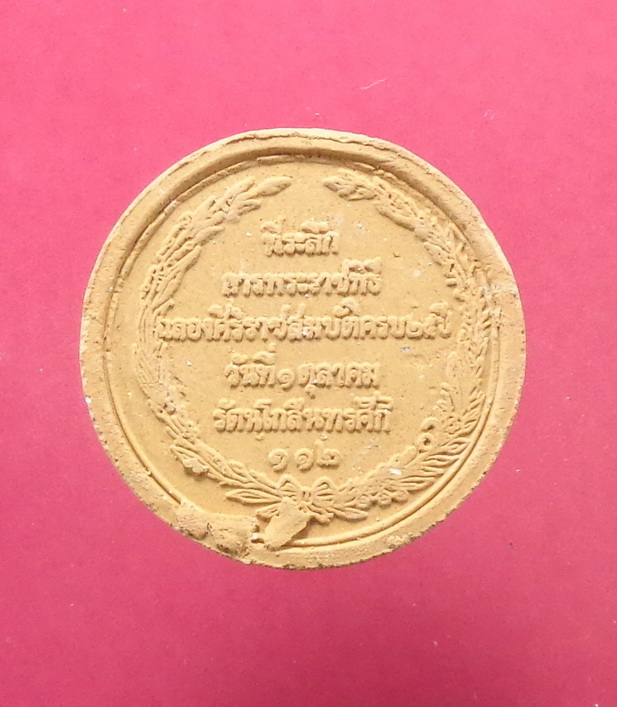 ที่ระลึก
การพระราชพิธี
ฉลองศิริราชสมบัติครบ๒๕ปี
วันที่๑ตุลาคม
รัตนโกสินทรศก
๑๑๒